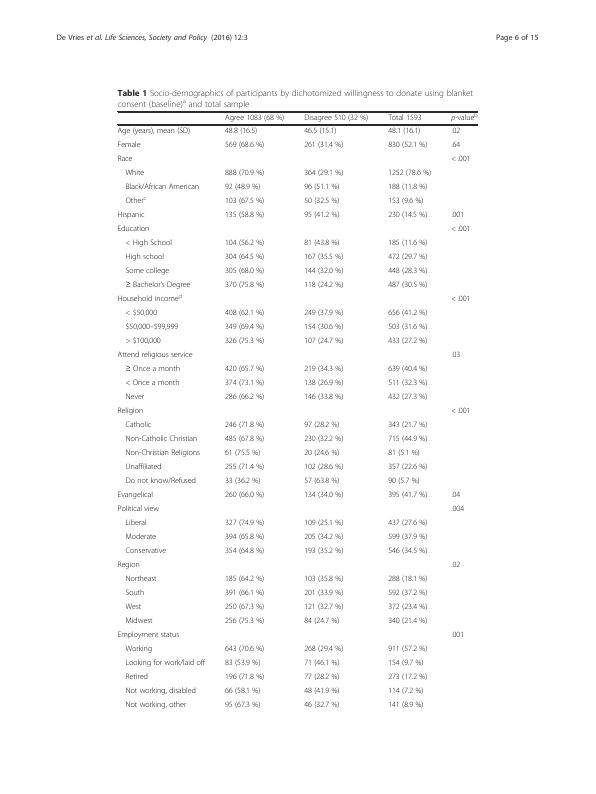 De Vries et al. Life Sciences, Society and Policy (2016) 12:3 Page 6 of 15
Table 1 Socio-demographics of participants by dichotomized willingness to donate using blanket
consent (baseline)a and total sample
Agree 1083 (68 %) Disagree 510 (32 %) Total 1593 p-valueb
Age (years), mean (SD) 48.8 (16.5) 46.5 (15.1) 48.1 (16.1) .02
Female 569 (68.6 %) 261 (31.4 %) 830 (52.1 %) .64
Race < .001
White 888 (70.9 %) 364 (29.1 %) 1252 (78.6 %)
Black/African American 92 (48.9 %) 96 (51.1 %) 188 (11.8 %)
Otherc 103 (67.5 %) 50 (32.5 %) 153 (9.6 %)
Hispanic 135 (58.8 %) 95 (41.2 %) 230 (14.5 %) .001
Education < .001
< High School 104 (56.2 %) 81 (43.8 %) 185 (11.6 %)
High school 304 (64.5 %) 167 (35.5 %) 472 (29.7 %)
Some college 305 (68.0 %) 144 (32.0 %) 448 (28.3 %)
≥ Bachelor's Degree 370 (75.8 %) 118 (24.2 %) 487 (30.5 %)
Household incomed < .001
< $50,000 408 (62.1 %) 249 (37.9 %) 656 (41.2 %)
$50,000–$99,999 349 (69.4 %) 154 (30.6 %) 503 (31.6 %)
> $100,000 326 (75.3 %) 107 (24.7 %) 433 (27.2 %)
Attend religious service .03
≥ Once a month 420 (65.7 %) 219 (34.3 %) 639 (40.4 %)
< Once a month 374 (73.1 %) 138 (26.9 %) 511 (32.3 %)
Never 286 (66.2 %) 146 (33.8 %) 432 (27.3 %)
Religion < .001
Catholic 246 (71.8 %) 97 (28.2 %) 343 (21.7 %)
Non-Catholic Christian 485 (67.8 %) 230 (32.2 %) 715 (44.9 %)
Non-Christian Religions 61 (75.5 %) 20 (24.6 %) 81 (5.1 %)
Unaffiliated 255 (71.4 %) 102 (28.6 %) 357 (22.6 %)
Do not know/Refused 33 (36.2 %) 57 (63.8 %) 90 (5.7 %)
Evangelical 260 (66.0 %) 134 (34.0 %) 395 (41.7 %) .04
Political view .004
Liberal 327 (74.9 %) 109 (25.1 %) 437 (27.6 %)
Moderate 394 (65.8 %) 205 (34.2 %) 599 (37.9 %)
Conservative 354 (64.8 %) 193 (35.2 %) 546 (34.5 %)
Region .02
Northeast 185 (64.2 %) 103 (35.8 %) 288 (18.1 %)
South 391 (66.1 %) 201 (33.9 %) 592 (37.2 %)
West 250 (67.3 %) 121 (32.7 %) 372 (23.4 %)
Midwest 256 (75.3 %) 84 (24.7 %) 340 (21.4 %)
Employment status .001
Working 643 (70.6 %) 268 (29.4 %) 911 (57.2 %)
Looking for work/laid off 83 (53.9 %) 71 (46.1 %) 154 (9.7 %)
Retired 196 (71.8 %) 77 (28.2 %) 273 (17.2 %)
Not working, disabled 66 (58.1 %) 48 (41.9 %) 114 (7.2 %)
Not working, other 95 (67.3 %) 46 (32.7 %) 141 (8.9 %)